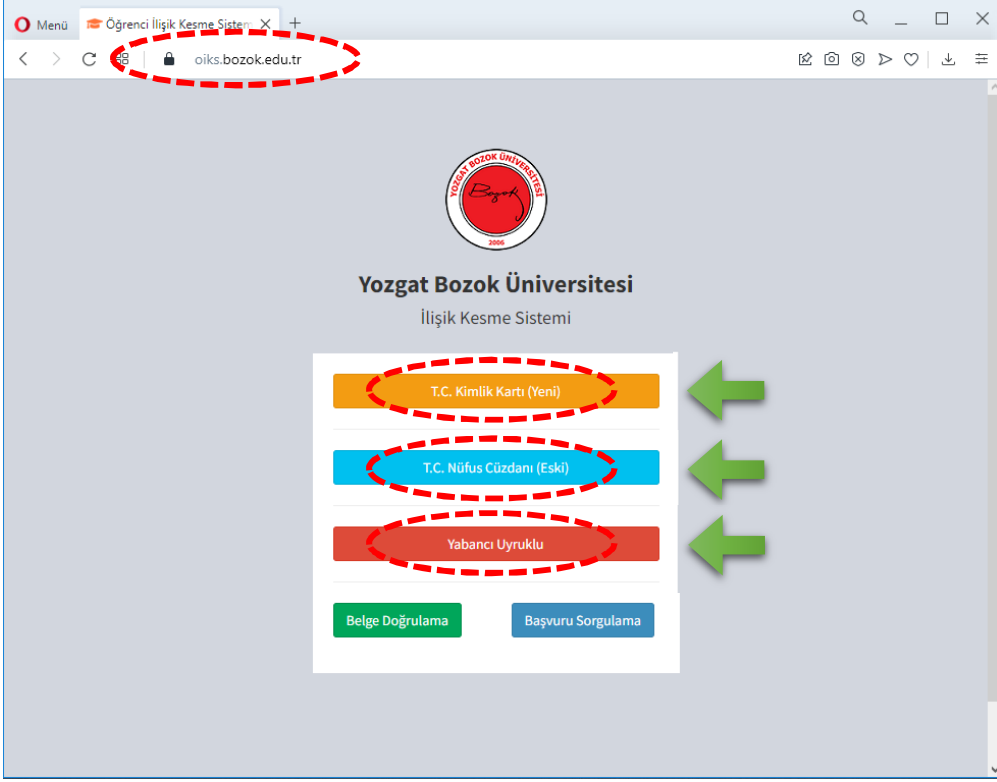 Menü
Öğrenci İlişik Kesme Sistem
oiks.bozok.edu.tr
YOZGAT BOZOK ÜNİVERSİTESİ
Bozok
2006
Yozgat Bozok Üniversitesi
İlişik Kesme Sistemi
T.C. Kimlik Kartı (Yeni)
T.C. Nüfus Cüzdanı (Eski)
Yabancı Uyruklu
Belge Doğrulama
Başvuru Sorgulama